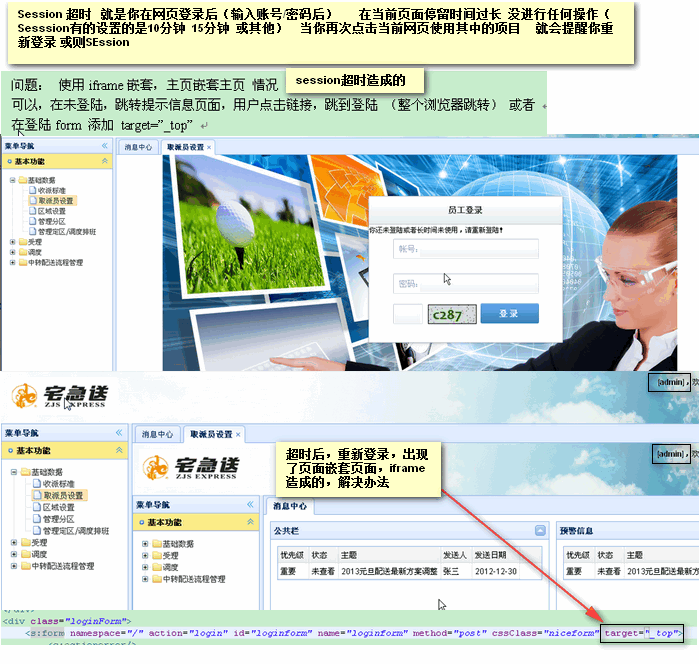 Session 超时  就是你在网页登录后（输入账号/密码后）    在当前页面停留时间过长 没进行任何操作（
Sesssion有的设置的是10分钟 15分钟 或其他）  当你再次点击当前网页使用其中的项目  就会提醒你重
新登录 或则SEssion
问题： 使用 iframe 嵌套，主页嵌套主页 情况
session超时造成的
可以，在未登陆，跳转提示信息页面，用户点击链接，跳到登陆 （整个浏览器跳转） 或者
在登陆 form 添加 target="_top"
菜单导航
消息中心
取派员设置
基本功能
基础数据
收派标准
取派员设置
区域设置
管理分区
管理定区/调度排班
受理
调度
中转配送流程管理
员工登录
你还未登陆或者长时间未使用，请重新登陆!
帐号:
密码:
c287
登录
宅急送
ZJS EXPRESS
[admin]，欢
菜单导航
消息中心
取派员设置
基本功能
基础数据
收派标准
取派员设置
区域设置
管理分区
管理定区/调度排班
受理
调度
中转配送流程管理
宅急送
ZJS EXPRESS
超时后，重新登录，出现
了页面嵌套页面，iframe
造成的，解决办法
[admin]，欢
菜单导航
消息中心
基本功能
基础数据
受理
调度
中转配送流程管理
公共栏
优先级 状态 主题 发送人 发送日期
重要 未查看 2013元旦配送最新方案调整 张三 2012-12-30
预警信息
优先级 状态 主题
重要 未查看 2013元旦配送最新方
<div class="loginForm">
<s:form namespace="/" action="login" id="loginform" name="loginform" method="post" cssClass="niceform" target="_top">